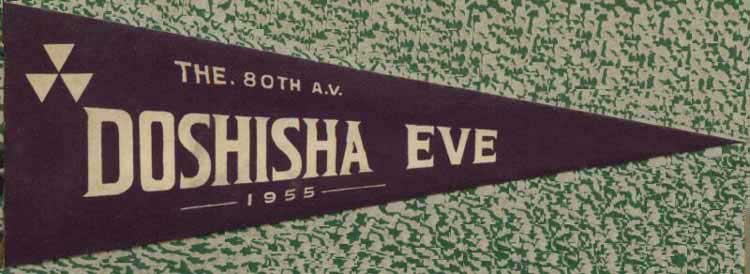 THE. 80TH A.V.
DOSHISHA EVE
1955